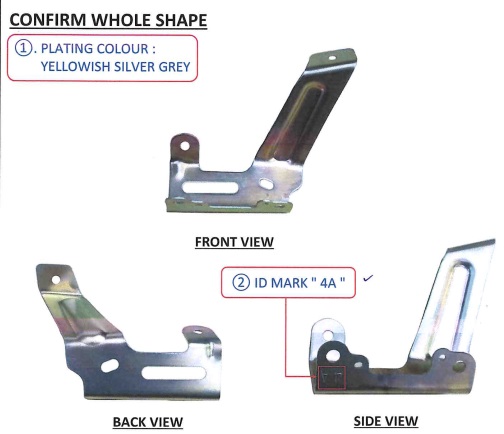 CONFIRM WHOLE SHAPE
①. PLATING COLOUR :
YELLOWISH SILVER GREY
FRONT VIEW
② ID MARK " 4A "
BACK VIEW
SIDE VIEW